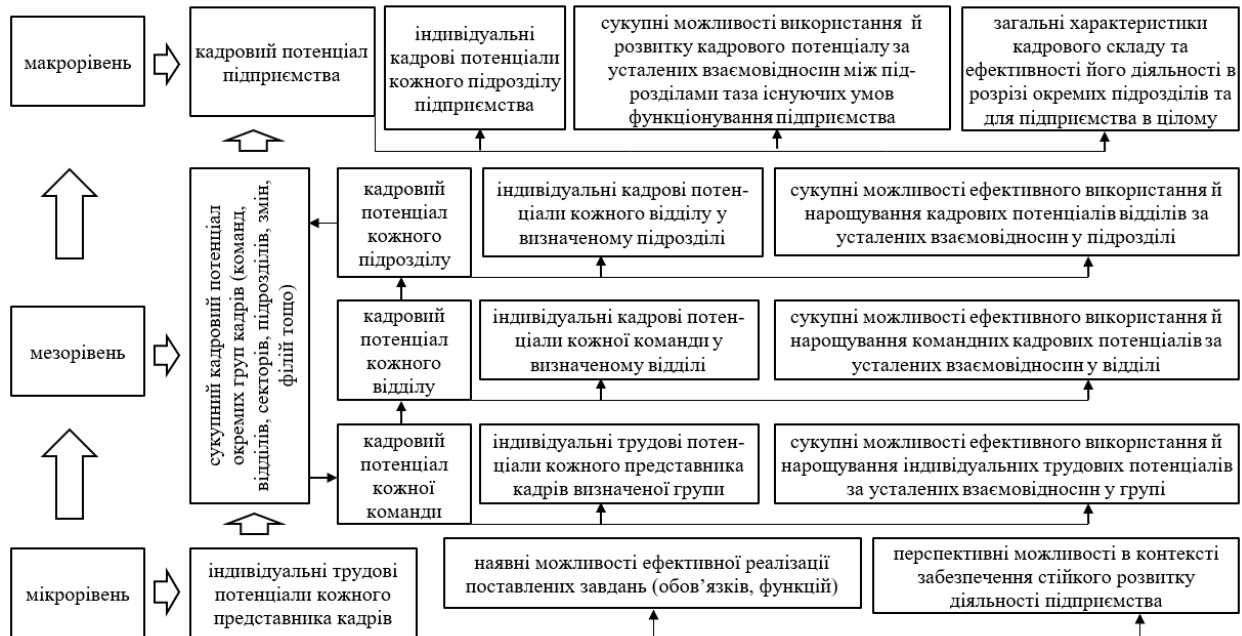 макрорівень
кадровий потенціал
підприємства
індивідуальні
кадрові потенціали
кожного підрозділу
підприємства
сукупні можливості використання й
розвитку кадрового потенціалу за
усталених взаємовідносин між під-
розділами таза існуючих умов
функціонування підприємства
загальні характеристики
кадрового складу та
ефективності його діяльності в
розрізі окремих підрозділів та
для підприємства в цілому
мезорівень
сукупний кадровий потенціал
окремих груп кадрів (команд,
відділів, секторів, підрозділів, змін,
філій тощо)
кадровий
потенціал
кожного
підрозділу
індивідуальні кадрові потен-
ціали кожного відділу у
визначеному підрозділі
сукупні можливості ефективного використання й
нарощування кадрових потенціалів відділів за
усталених взаємовідносин у підрозділі
кадровий
потенціал
кожного
відділу
індивідуальні кадрові потен-
ціали кожної команди у
визначеному відділі
сукупні можливості ефективного використання й
нарощування командних кадрових потенціалів за
усталених взаємовідносин у відділі
кадровий
потенціал
кожної
команди
індивідуальні трудові потен-
ціали кожного представника
кадрів визначеної групи
сукупні можливості ефективного використання й
нарощування індивідуальних трудових потенціалів
за усталених взаємовідносин у групі
мікрорівень
індивідуальні трудові
потенціали кожного
представника кадрів
наявні можливості ефективної реалізації
поставлених завдань (обов’язків, функцій)
перспективні можливості в контексті
забезпечення стійкого розвитку
діяльності підприємства